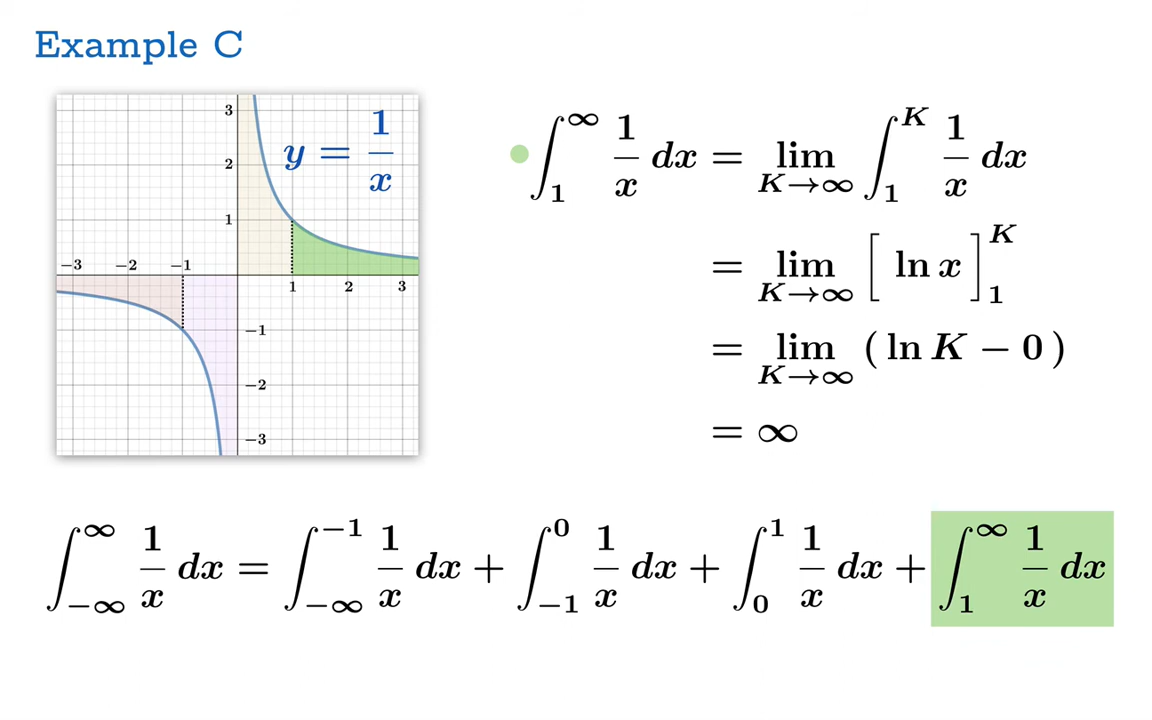 Example C
3
2
1
y = 1/x
−3 −2 −1
1 2 3
−1
−2
−3
∫_1^∞ 1/x dx = lim_{K→∞} ∫_1^K 1/x dx
= lim_{K→∞} [ ln x ]_1^K
= lim_{K→∞} ( ln K − 0 )
= ∞
∫_{−∞}^∞ 1/x dx = ∫_{−∞}^{−1} 1/x dx + ∫_{−1}^0 1/x dx + ∫_0^1 1/x dx + ∫_1^∞ 1/x dx